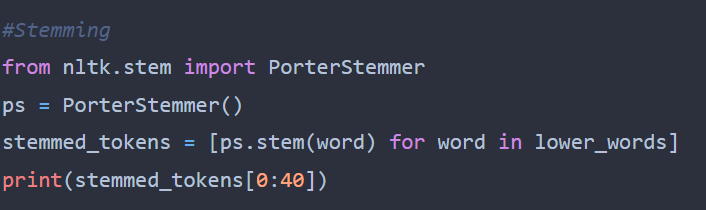 #Stemming
from nltk.stem import PorterStemmer
ps = PorterStemmer()
stemmed_tokens = [ps.stem(word) for word in lower_words]
print(stemmed_tokens[0:40])